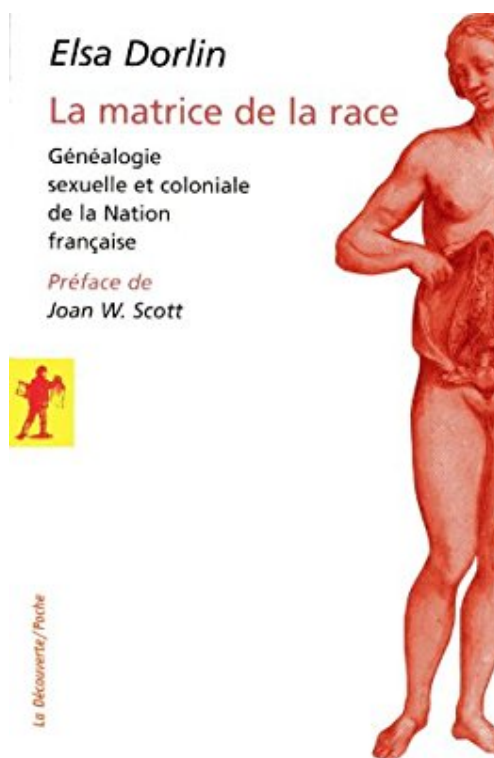 Elsa Dorlin
La matrice de la race
Généalogie
sexuelle et coloniale
de la Nation
française
Préface de
Joan W. Scott
La Découverte/Poche